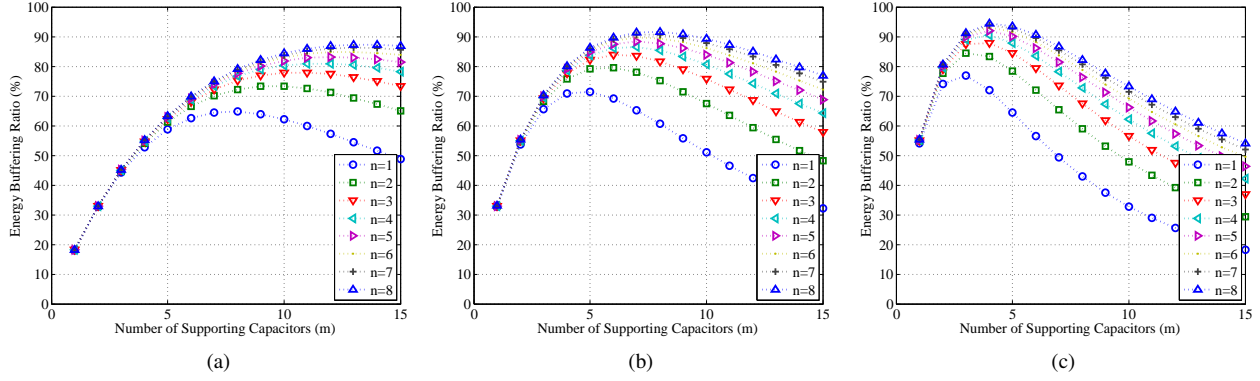 100
90
80
70
60
50
40
30
20
10
0
Energy Buffering Ratio (%)
0
5
10
15
Number of Supporting Capacitors (m)
n=1
n=2
n=3
n=4
n=5
n=6
n=7
n=8
(a)
100
90
80
70
60
50
40
30
20
10
0
Energy Buffering Ratio (%)
0
5
10
15
Number of Supporting Capacitors (m)
n=1
n=2
n=3
n=4
n=5
n=6
n=7
n=8
(b)
100
90
80
70
60
50
40
30
20
10
0
Energy Buffering Ratio (%)
0
5
10
15
Number of Supporting Capacitors (m)
n=1
n=2
n=3
n=4
n=5
n=6
n=7
n=8
(c)